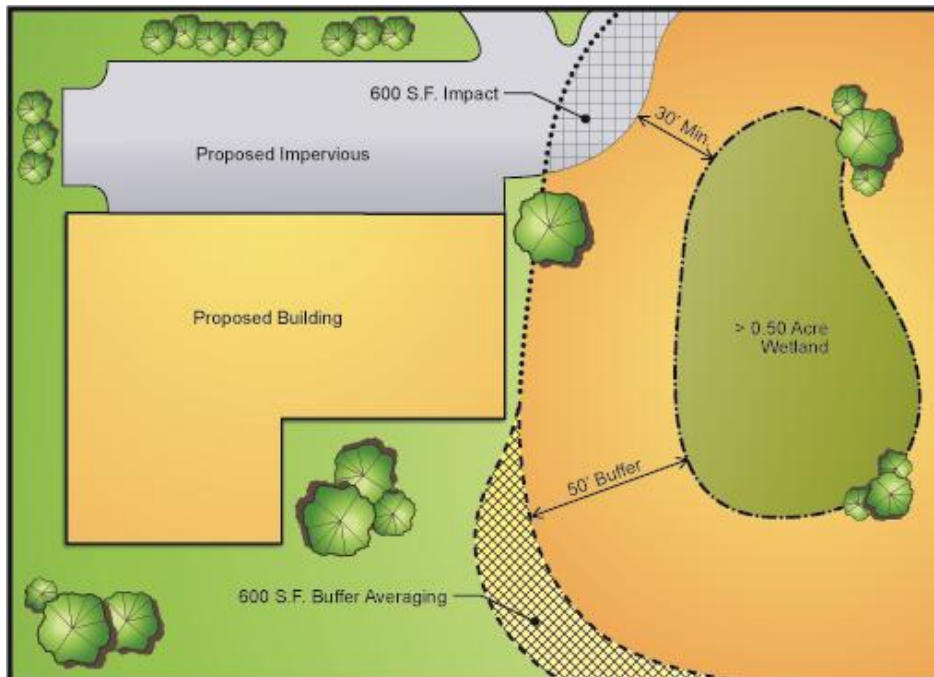 600 S.F. Impact
30' Min.
Proposed Impervious
Proposed Building
> 0.50 Acre
Wetland
50' Buffer
600 S.F. Buffer Averaging